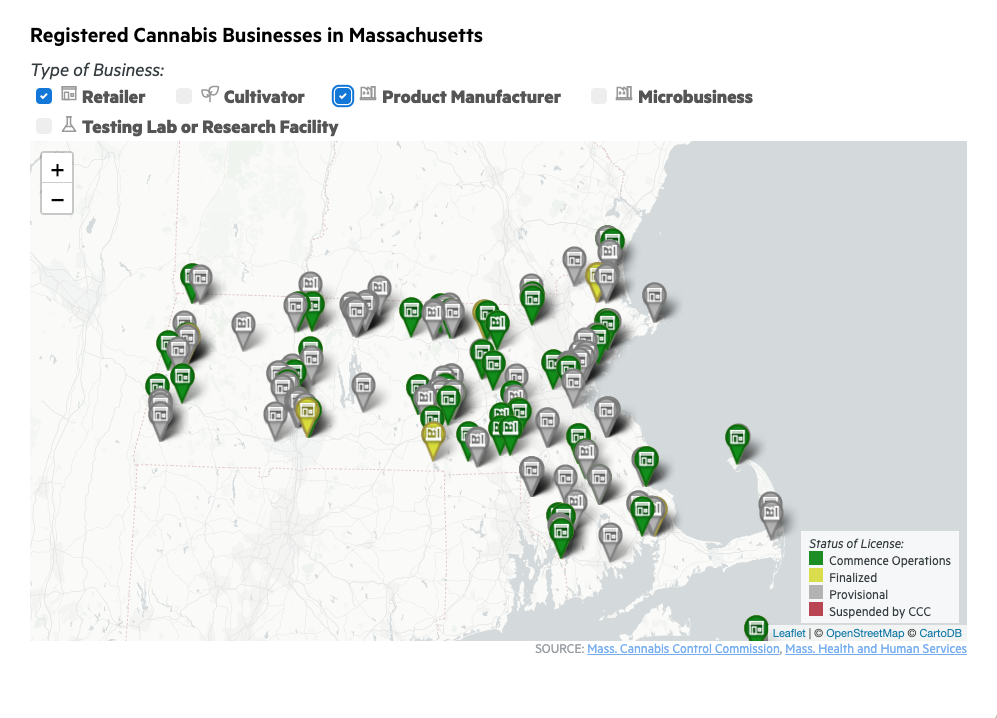 Registered Cannabis Businesses in Massachusetts
Type of Business:
Retailer Cultivator Product Manufacturer Microbusiness
Testing Lab or Research Facility
+
−
Status of License:
Commence Operations
Finalized
Provisional
Suspended by CCC
Leaflet | © OpenStreetMap © CartoDB
SOURCE: Mass. Cannabis Control Commission, Mass. Health and Human Services